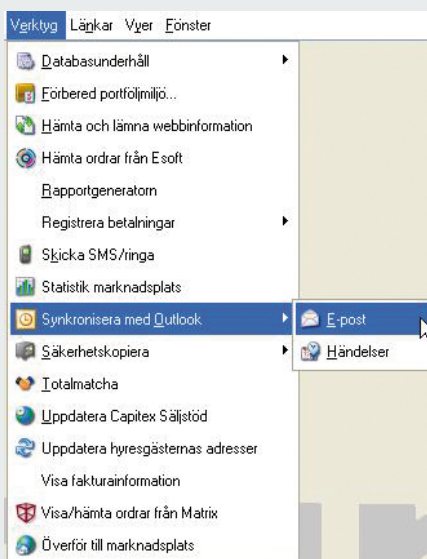 Verktyg Länkar Vyer Fönster
Databasunderhåll
Förbered portföljmiljö...
Hämta och lämna webbinformation
Hämta ordrar från Esoft
Rapportgeneratorn
Registrera betalningar
Skicka SMS/ringa
Statistik marknadsplats
Synkronisera med Outlook
E-post
Säkerhetskopiera
Händelser
Totalmatcha
Uppdatera Capitex Säljstöd
Uppdatera hyresgästernas adresser
Visa fakturainformation
Visa/hämta ordrar från Matrix
Överför till marknadsplats